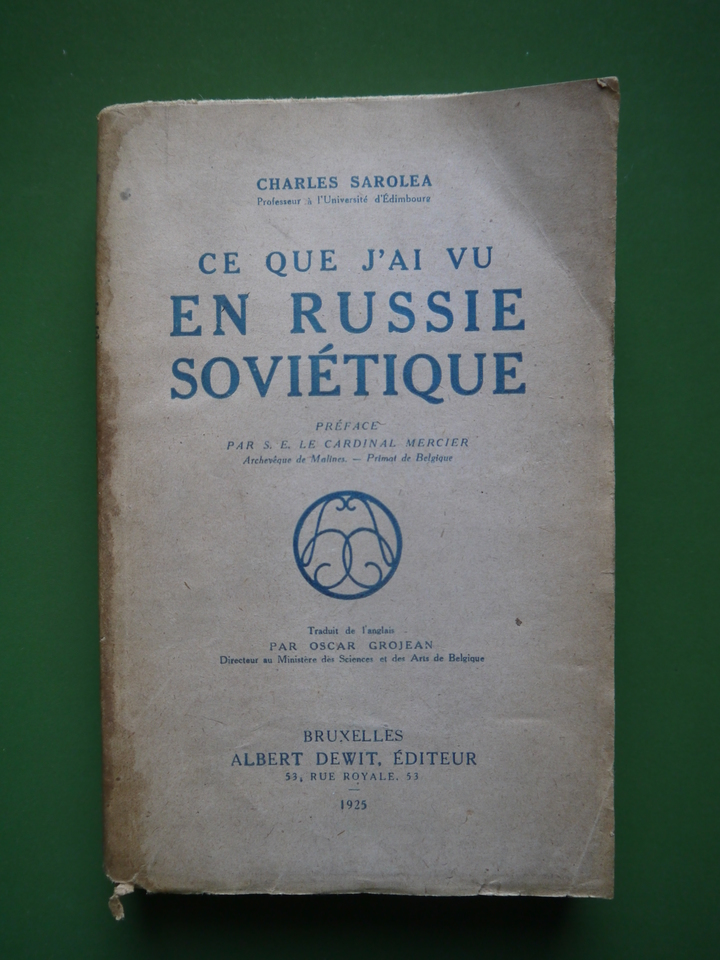 CHARLES SAROLEA
Professeur à l'Université d'Édimbourg
CE QUE J'AI VU
EN RUSSIE
SOVIÉTIQUE
PRÉFACE
PAR S. E. LE CARDINAL MERCIER
Archevêque de Malines. — Primat de Belgique
Traduit de l'anglais
PAR OSCAR GROJEAN
Directeur au Ministère des Sciences et des Arts de Belgique
BRUXELLES
ALBERT DEWIT, ÉDITEUR
53, RUE ROYALE, 53
1925